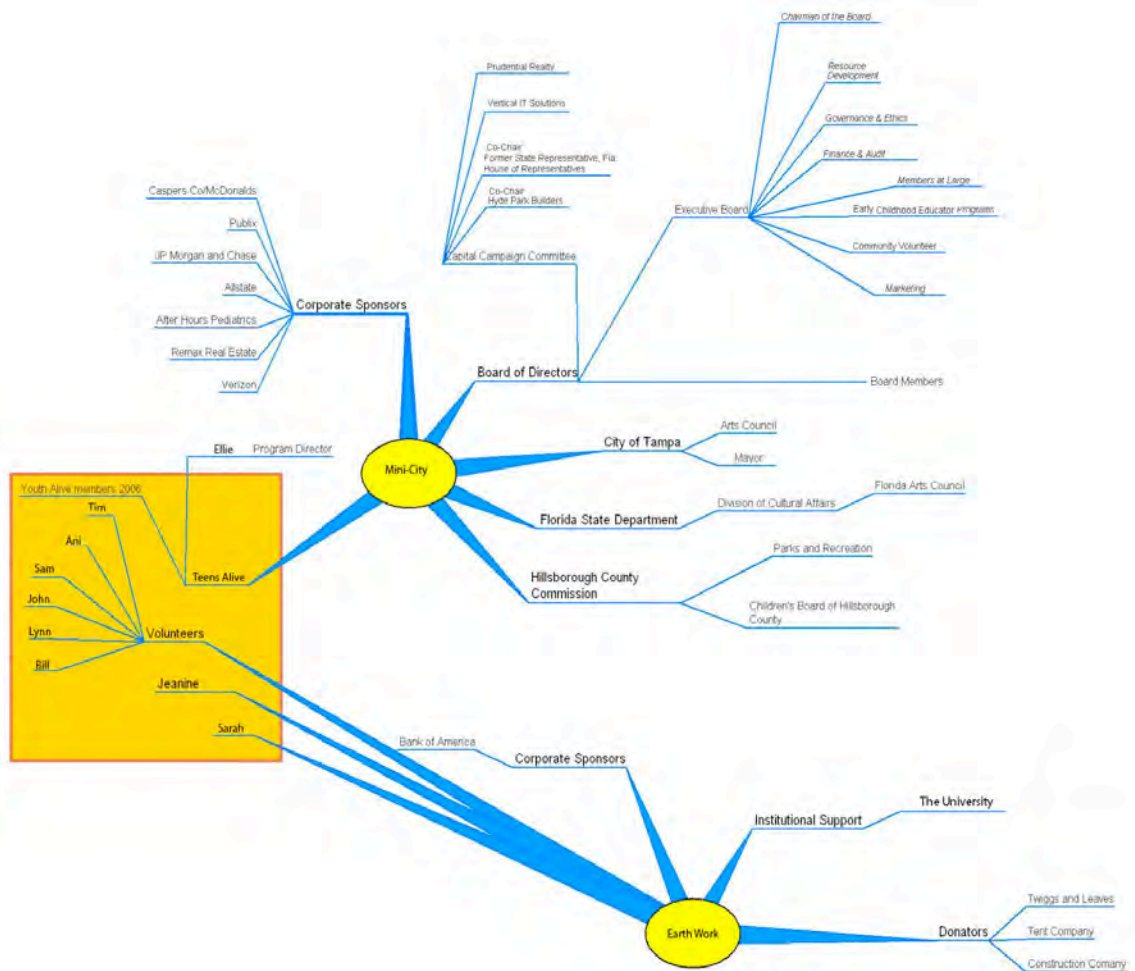 Chairman of the Board
Resource
Development
Governance & Ethics
Finance & Audit
Members at Large
Early Childhood Educator Programs
Community Volunteer
Marketing
Executive Board
Prudential Realty
Vertical IT Solutions
Co-Chair
Former State Representative, Fla.
House of Representatives
Co-Chair
Hyde Park Builders
Capital Campaign Committee
Caspers Co/McDonalds
Publix
JP Morgan and Chase
Allstate
After Hours Pediatrics
Remax Real Estate
Verizon
Corporate Sponsors
Board of Directors
Board Members
Mini-City
City of Tampa
Arts Council
Mayor
Florida State Department
Division of Cultural Affairs
Florida Arts Council
Hillsborough County
Commission
Parks and Recreation
Children's Board of Hillsborough
County
Ellie
Program Director
Youth Alive members 2006
Teens Alive
Tim
Ani
Sam
John
Lynn
Bill
Volunteers
Jeanine
Sarah
Bank of America
Corporate Sponsors
Institutional Support
The University
Earth Work
Donators
Twiggs and Leaves
Tent Company
Construction Comany